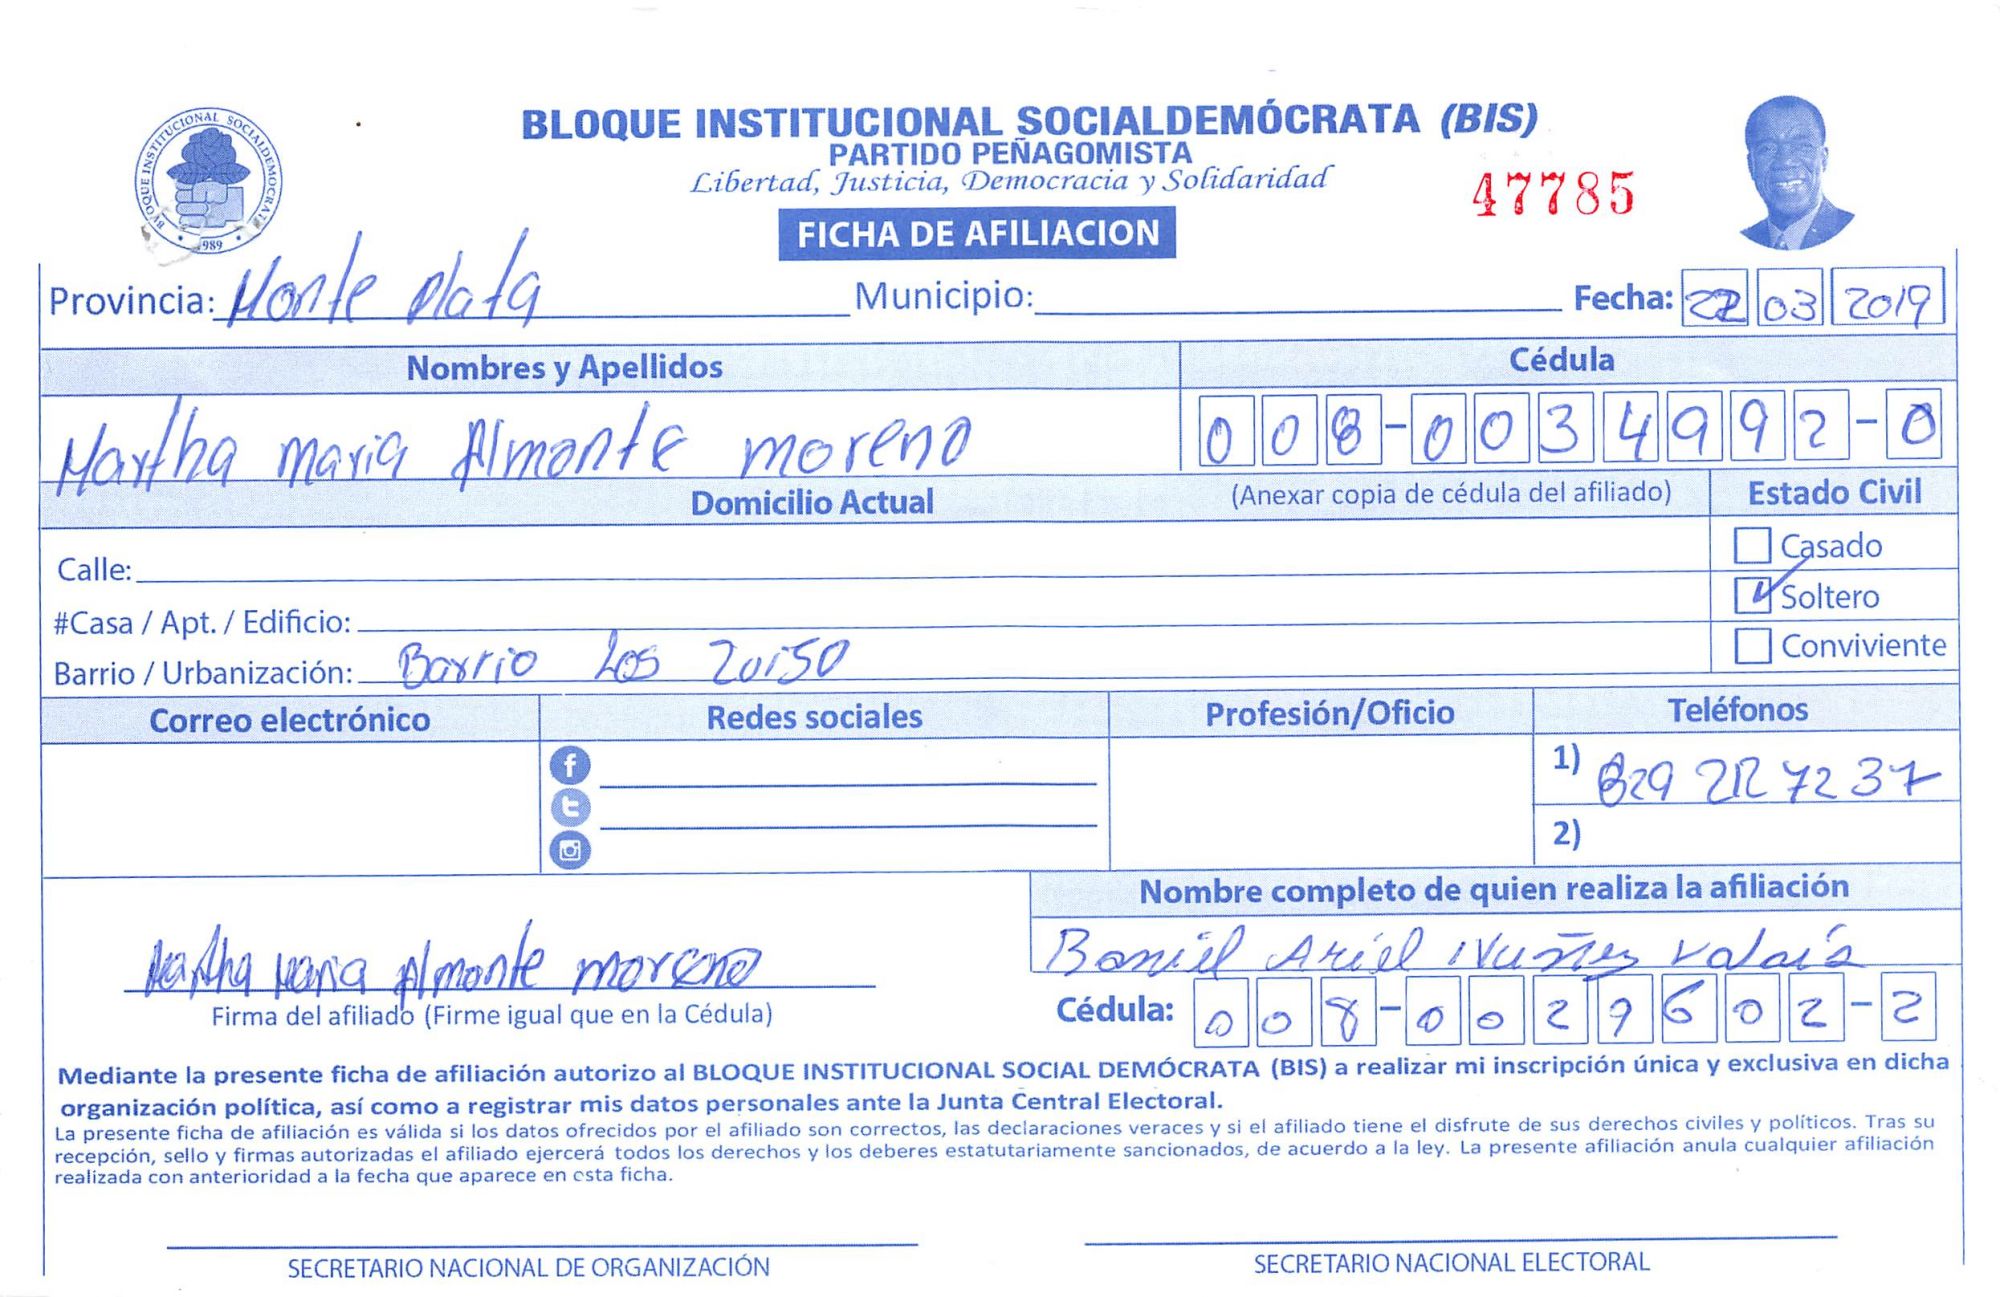 BLOQUE INSTITUCIONAL SOCIALDEMÓCRATA (BIS)
PARTIDO PEÑAGOMISTA
Libertad, Justicia, Democracia y Solidaridad
47785
FICHA DE AFILIACION
BLOQUE INSTITUCIONAL SOCIALDEMOCRATA
1989
Provincia: Monte plata Municipio: Fecha: 22 03 2019
Nombres y Apellidos Cédula
Martha maria Almonte moreno 008-0034992-0
Domicilio Actual (Anexar copia de cédula del afiliado) Estado Civil
Calle: Casado
#Casa / Apt. / Edificio: Soltero
Barrio / Urbanización: Barrio Los Conviviente
Correo electrónico Redes sociales Profesión/Oficio Teléfonos
1) 829 212 7237
2)
Nombre completo de quien realiza la afiliación
Ariel Nuñez
Martha maria Almonte moreno
Firma del afiliado (Firme igual que en la Cédula) Cédula: 008-0029602-2
Mediante la presente ficha de afiliación autorizo al BLOQUE INSTITUCIONAL SOCIAL DEMÓCRATA (BIS) a realizar mi inscripción única y exclusiva en dicha
organización política, así como a registrar mis datos personales ante la Junta Central Electoral.
La presente ficha de afiliación es válida si los datos ofrecidos por el afiliado son correctos, las declaraciones veraces y si el afiliado tiene el disfrute de sus derechos civiles y políticos. Tras su
recepción, sello y firmas autorizadas el afiliado ejercerá todos los derechos y los deberes estatutariamente sancionados, de acuerdo a la ley. La presente afiliación anula cualquier afiliación
realizada con anterioridad a la fecha que aparece en esta ficha.
SECRETARIO NACIONAL DE ORGANIZACIÓN SECRETARIO NACIONAL ELECTORAL